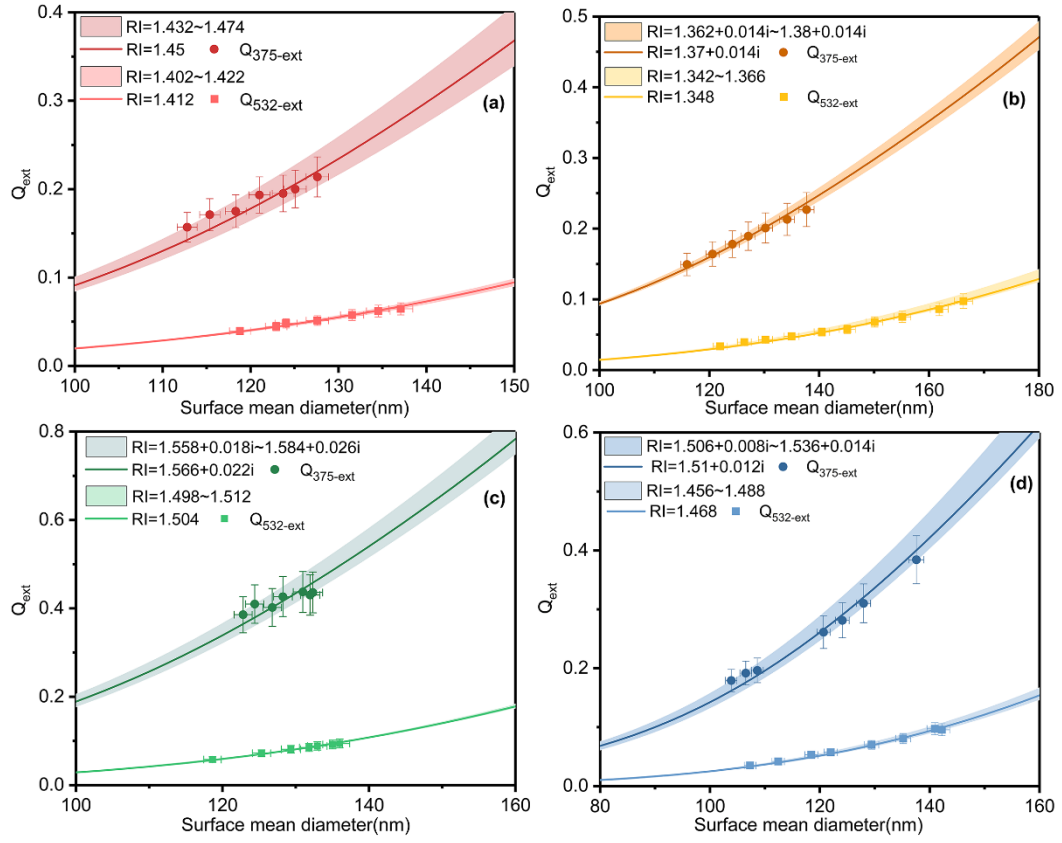 RI=1.432~1.474
RI=1.45 Q375-ext
RI=1.402~1.422
RI=1.412 Q532-ext
(a)
Qext
0.4
0.3
0.2
0.1
0.0
100 110 120 130 140 150
Surface mean diameter(nm)
RI=1.362+0.014i~1.38+0.014i
RI=1.37+0.014i Q375-ext
RI=1.342~1.366
RI=1.348 Q532-ext
(b)
Qext
0.5
0.4
0.3
0.2
0.1
0.0
100 120 140 160 180
Surface mean diameter(nm)
RI=1.558+0.018i~1.584+0.026i
RI=1.566+0.022i Q375-ext
RI=1.498~1.512
RI=1.504 Q532-ext
(c)
Qext
0.8
0.6
0.4
0.2
0.0
100 110 120 130 140 150 160
Surface mean diameter(nm)
RI=1.506+0.008i~1.536+0.014i
RI=1.51+0.012i Q375-ext
RI=1.456~1.488
RI=1.468 Q532-ext
(d)
Qext
0.6
0.4
0.2
0.0
80 100 120 140 160
Surface mean diameter(nm)